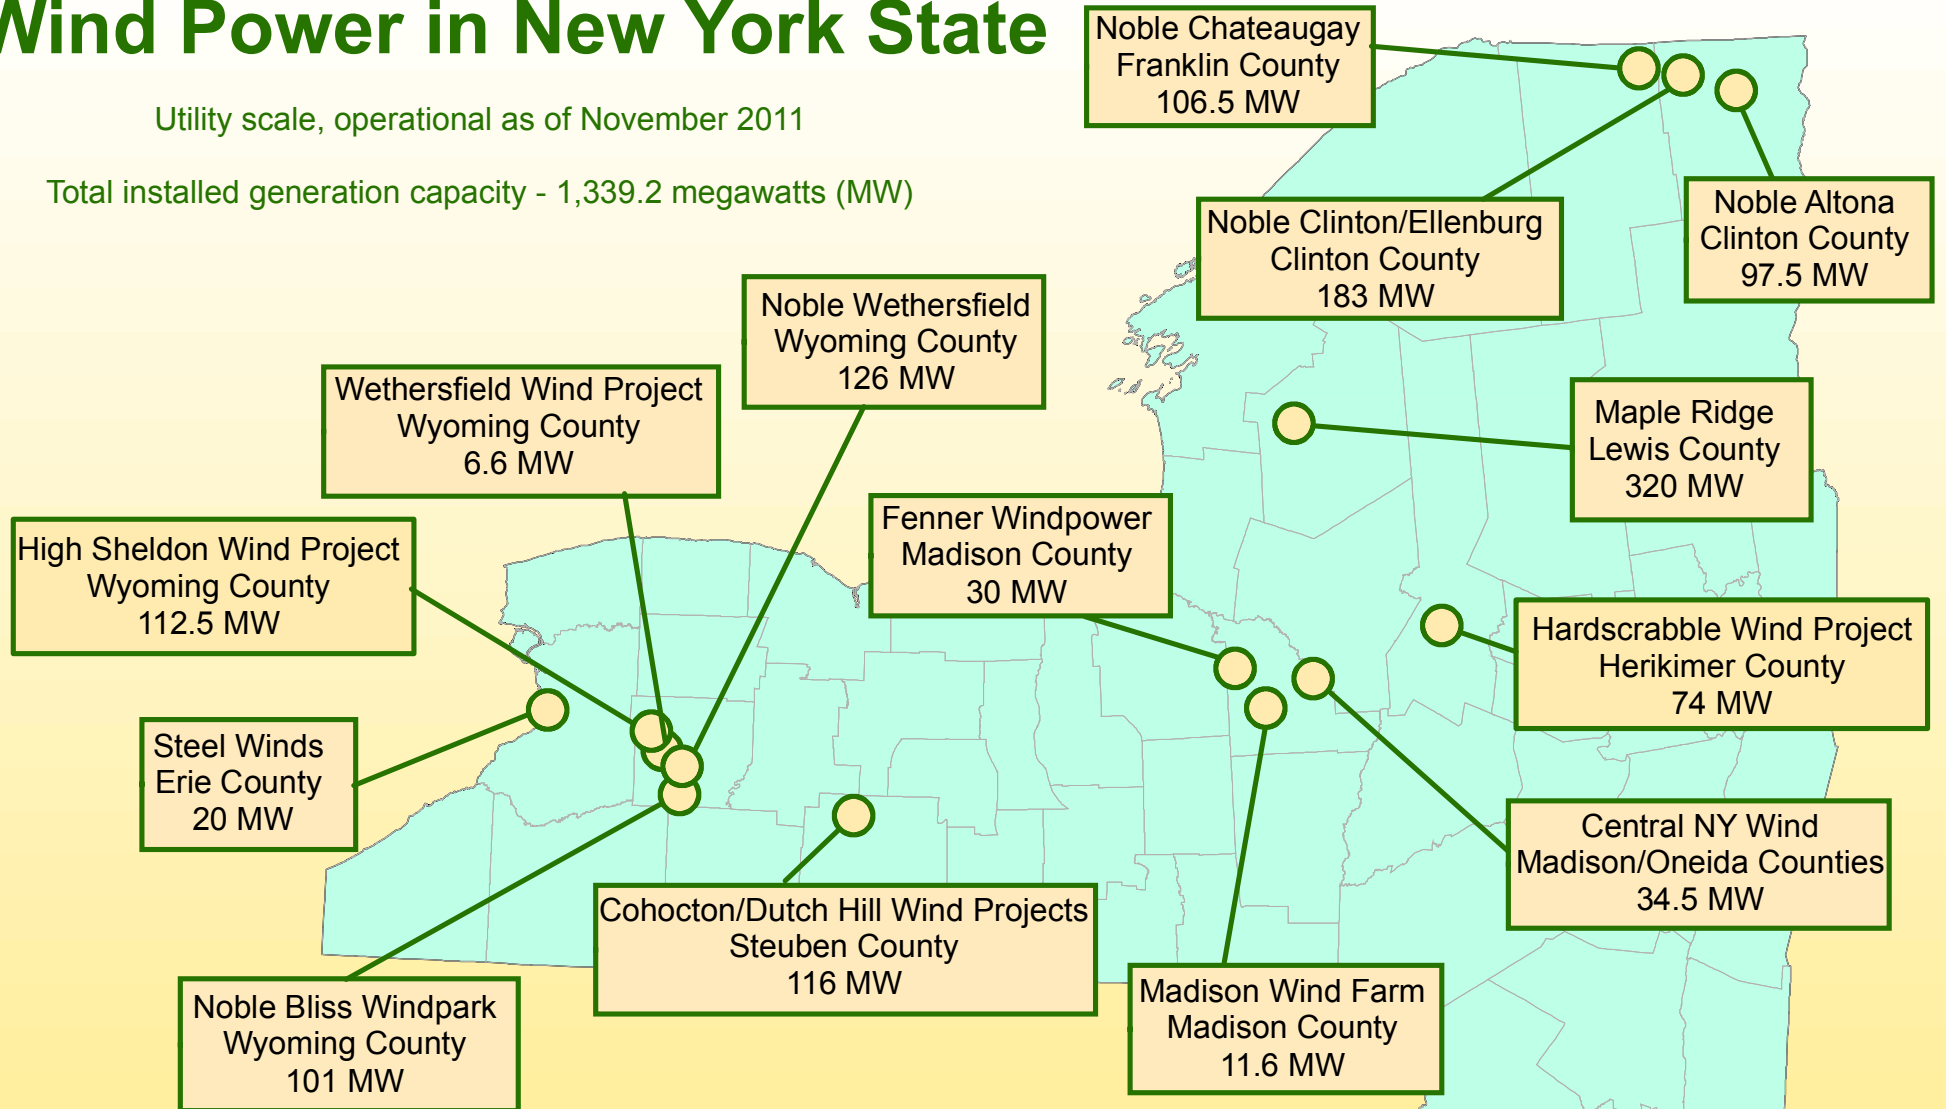 Wind Power in New York State
Utility scale, operational as of November 2011
Total installed generation capacity - 1,339.2 megawatts (MW)
Noble Chateaugay
Franklin County
106.5 MW
Noble Clinton/Ellenburg
Clinton County
183 MW
Noble Altona
Clinton County
97.5 MW
Noble Wethersfield
Wyoming County
126 MW
Wethersfield Wind Project
Wyoming County
6.6 MW
Maple Ridge
Lewis County
320 MW
High Sheldon Wind Project
Wyoming County
112.5 MW
Fenner Windpower
Madison County
30 MW
Hardscrabble Wind Project
Herikimer County
74 MW
Steel Winds
Erie County
20 MW
Central NY Wind
Madison/Oneida Counties
34.5 MW
Cohocton/Dutch Hill Wind Projects
Steuben County
116 MW
Noble Bliss Windpark
Wyoming County
101 MW
Madison Wind Farm
Madison County
11.6 MW